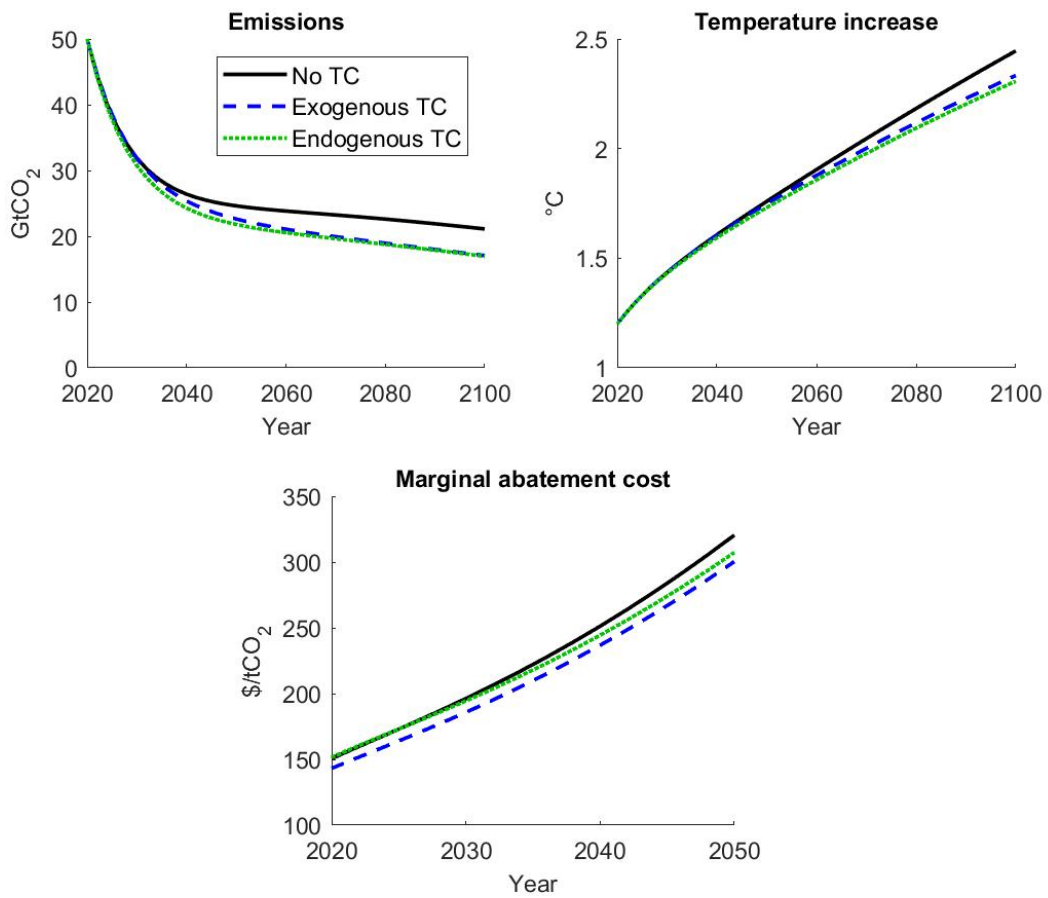 Emissions
50
40
30
20
10
0
GtCO2
2020 2040 2060 2080 2100
Year
No TC
Exogenous TC
Endogenous TC
Temperature increase
2.5
2
1.5
1
°C
2020 2040 2060 2080 2100
Year
Marginal abatement cost
350
300
250
200
150
100
$/tCO2
2020 2030 2040 2050
Year